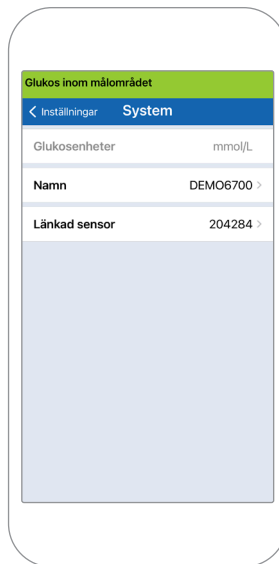 Glukos inom målområdet
Inställningar System
Glukosenheter mmol/L
Namn DEMO6700
Länkad sensor 204284